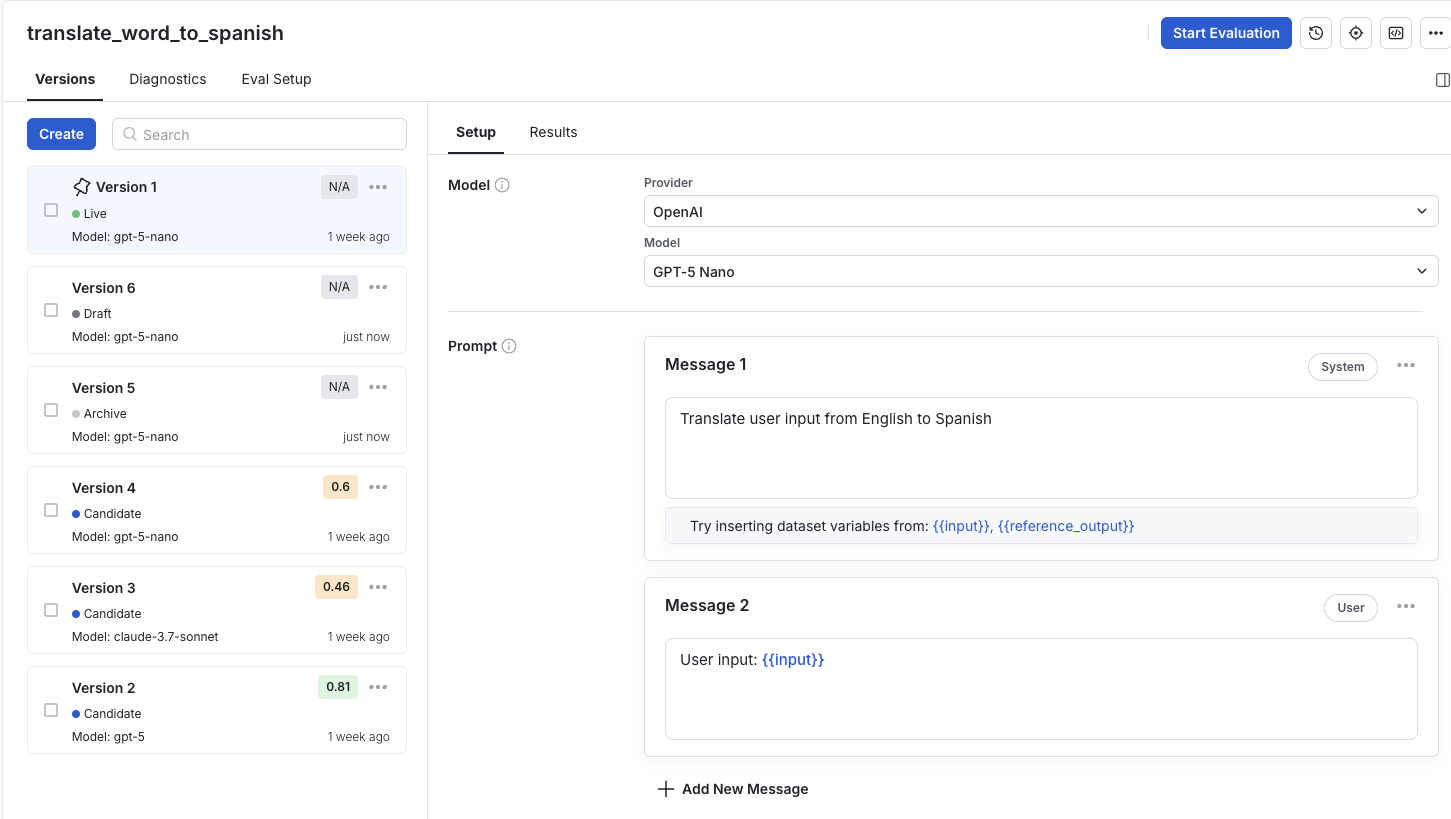 translate_word_to_spanish
Start Evaluation
Versions
Diagnostics
Eval Setup
Create
Search
Version 1
N/A
Live
Model: gpt-5-nano
1 week ago
Version 6
N/A
Draft
Model: gpt-5-nano
just now
Version 5
N/A
Archive
Model: gpt-5-nano
just now
Version 4
0.6
Candidate
Model: gpt-5-nano
1 week ago
Version 3
0.46
Candidate
Model: claude-3.7-sonnet
1 week ago
Version 2
0.81
Candidate
Model: gpt-5
1 week ago
Setup
Results
Model
Provider
OpenAI
Model
GPT-5 Nano
Prompt
Message 1
System
Translate user input from English to Spanish
Try inserting dataset variables from: {{input}}, {{reference_output}}
Message 2
User
User input: {{input}}
Add New Message